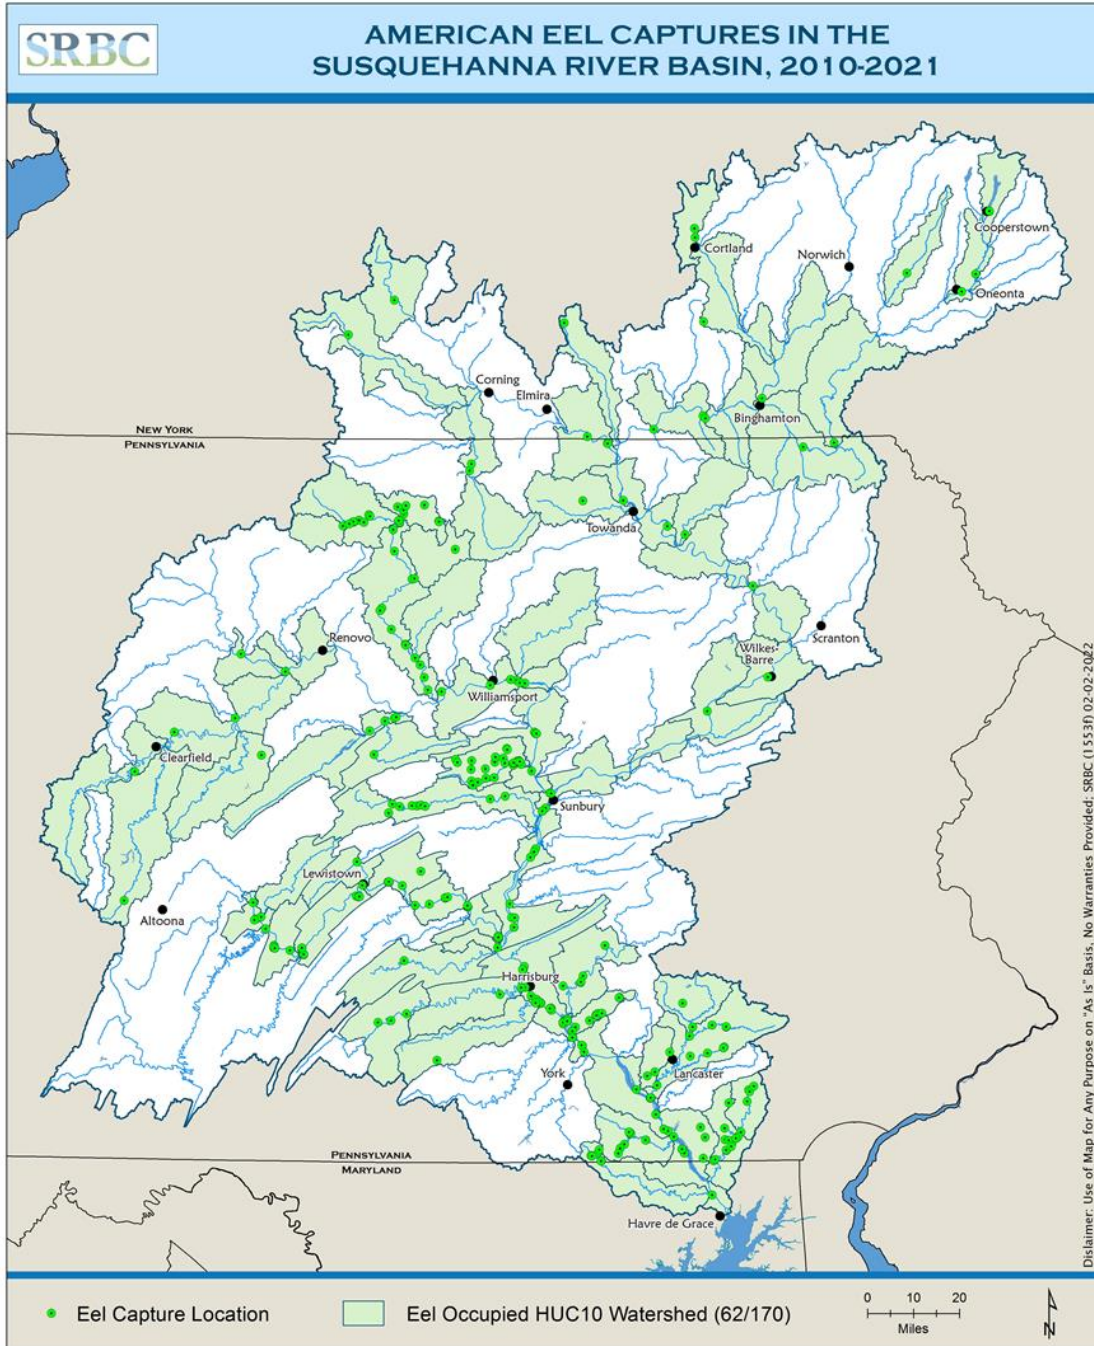 SRBC
AMERICAN EEL CAPTURES IN THE
SUSQUEHANNA RIVER BASIN, 2010-2021
Cooperstown
Cortland
Norwich
Oneonta
Corning
Elmira
Binghamton
NEW YORK
PENNSYLVANIA
Towanda
Scranton
Renovo
Wilkes-
Barre
Williamsport
Clearfield
Sunbury
Lewistown
Altoona
Harrisburg
Lancaster
York
PENNSYLVANIA
MARYLAND
Havre de Grace
Dislaimer: Use of Map for Any Purpose on "As Is" Basis, No Warranties Provided; SRBC (1553f) 02-02-2022
Eel Capture Location
Eel Occupied HUC10 Watershed (62/170)
0 10 20
Miles
N